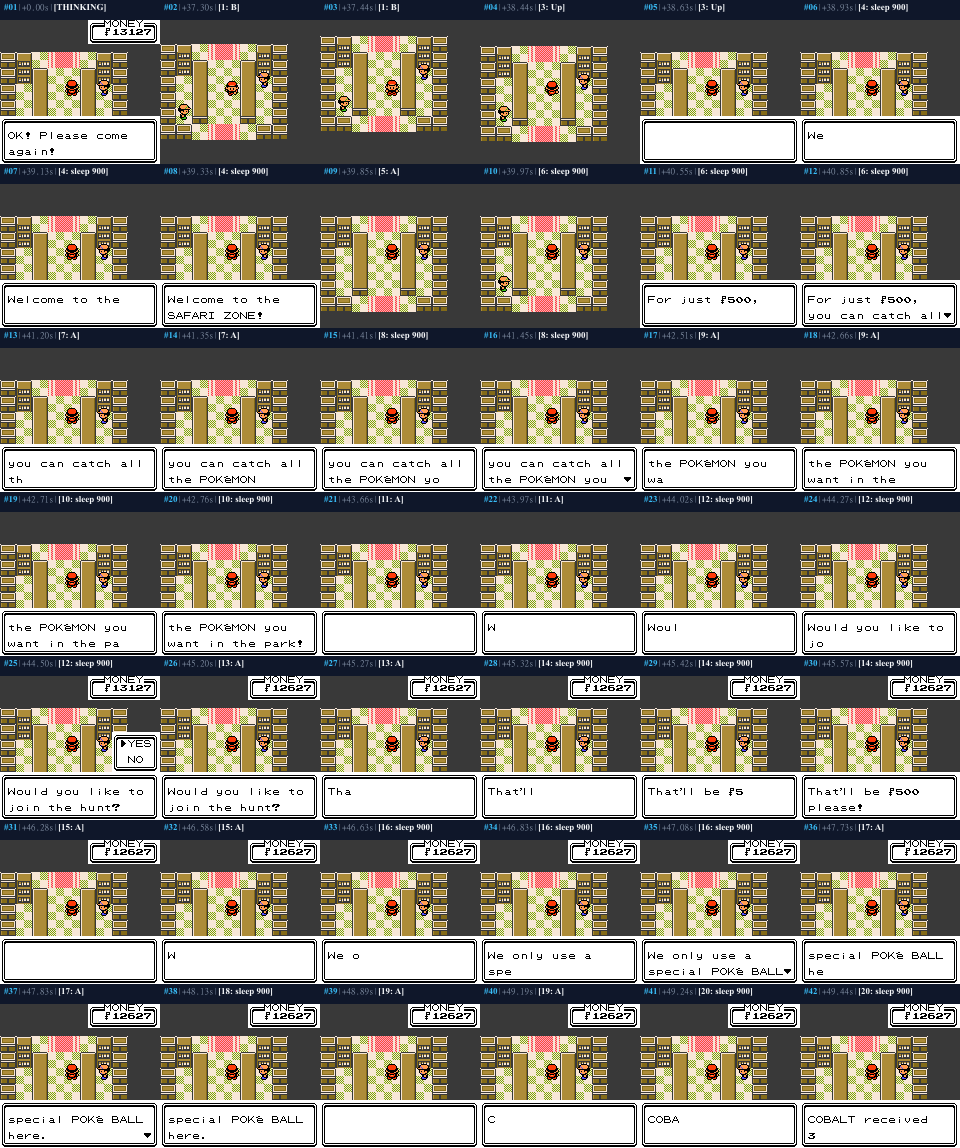 #01 | +0.00s | [THINKING]
#02 | +37.30s | [1: B]
#03 | +37.44s | [1: B]
#04 | +38.44s | [3: Up]
#05 | +38.63s | [3: Up]
#06 | +38.93s | [4: sleep 900]
MONEY
₽13127
OK! Please come
again!
We
#07 | +39.13s | [4: sleep 900]
#08 | +39.33s | [4: sleep 900]
#09 | +39.85s | [5: A]
#10 | +39.97s | [6: sleep 900]
#11 | +40.55s | [6: sleep 900]
#12 | +40.85s | [6: sleep 900]
Welcome to the
Welcome to the
SAFARI ZONE!
For just ₽500,
For just ₽500,
you can catch all▼
#13 | +41.20s | [7: A]
#14 | +41.35s | [7: A]
#15 | +41.41s | [8: sleep 900]
#16 | +41.45s | [8: sleep 900]
#17 | +42.51s | [9: A]
#18 | +42.66s | [9: A]
you can catch all
th
you can catch all
the POKéMON
you can catch all
the POKéMON yo
you can catch all
the POKéMON you ▼
the POKéMON you
wa
the POKéMON you
want in the
#19 | +42.71s | [10: sleep 900]
#20 | +42.76s | [10: sleep 900]
#21 | +43.66s | [11: A]
#22 | +43.97s | [11: A]
#23 | +44.02s | [12: sleep 900]
#24 | +44.27s | [12: sleep 900]
the POKéMON you
want in the pa
the POKéMON you
want in the park!
W
Woul
Would you like to
jo
#25 | +44.50s | [12: sleep 900]
#26 | +45.20s | [13: A]
#27 | +45.27s | [13: A]
#28 | +45.32s | [14: sleep 900]
#29 | +45.42s | [14: sleep 900]
#30 | +45.57s | [14: sleep 900]
MONEY
₽13127
MONEY
₽12627
MONEY
₽12627
MONEY
₽12627
MONEY
₽12627
MONEY
₽12627
▶YES
NO
Would you like to
join the hunt?
Would you like to
join the hunt?
Tha
That'll
That'll be ₽5
That'll be ₽500
please!
#31 | +46.28s | [15: A]
#32 | +46.58s | [15: A]
#33 | +46.63s | [16: sleep 900]
#34 | +46.83s | [16: sleep 900]
#35 | +47.08s | [16: sleep 900]
#36 | +47.73s | [17: A]
MONEY
₽12627
MONEY
₽12627
MONEY
₽12627
MONEY
₽12627
MONEY
₽12627
MONEY
₽12627
W
We o
We only use a
spe
We only use a
special POKé BALL▼
special POKé BALL
he
#37 | +47.83s | [17: A]
#38 | +48.13s | [18: sleep 900]
#39 | +48.89s | [19: A]
#40 | +49.19s | [19: A]
#41 | +49.24s | [20: sleep 900]
#42 | +49.44s | [20: sleep 900]
MONEY
₽12627
MONEY
₽12627
MONEY
₽12627
MONEY
₽12627
MONEY
₽12627
MONEY
₽12627
special POKé BALL
here. ▼
special POKé BALL
here.
C
COBA
COBALT received
3